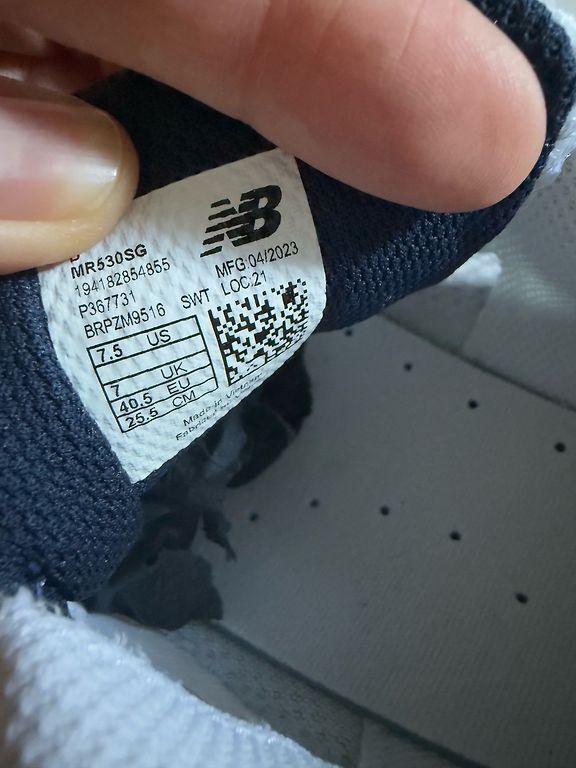 NB
D
MR530SG
194182854855
P367731
BRPZM9516 SWT
MFG:04/2023
LOC:21
7.5 US
7 UK
40.5 EU
25.5 CM
Made in Vietnam